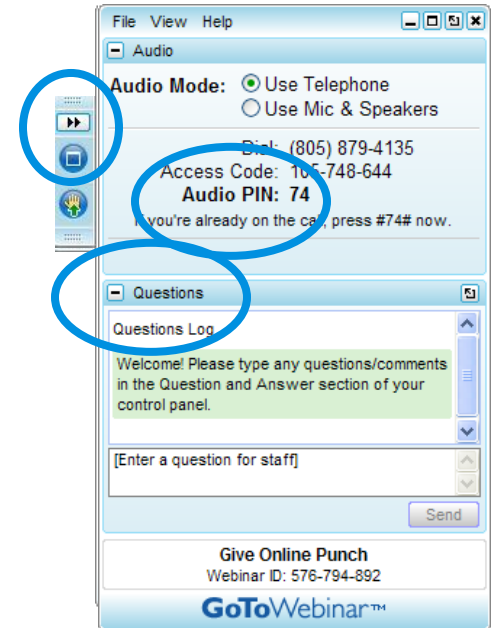 File View Help
Audio
Audio Mode: Use Telephone
Use Mic & Speakers
Dial: (805) 879-4135
Access Code: 105-748-644
Audio PIN: 74
If you're already on the call, press #74# now.
Questions
Questions Log
Welcome! Please type any questions/comments
in the Question and Answer section of your
control panel.
[Enter a question for staff]
Send
Give Online Punch
Webinar ID: 576-794-892
GoToWebinar™